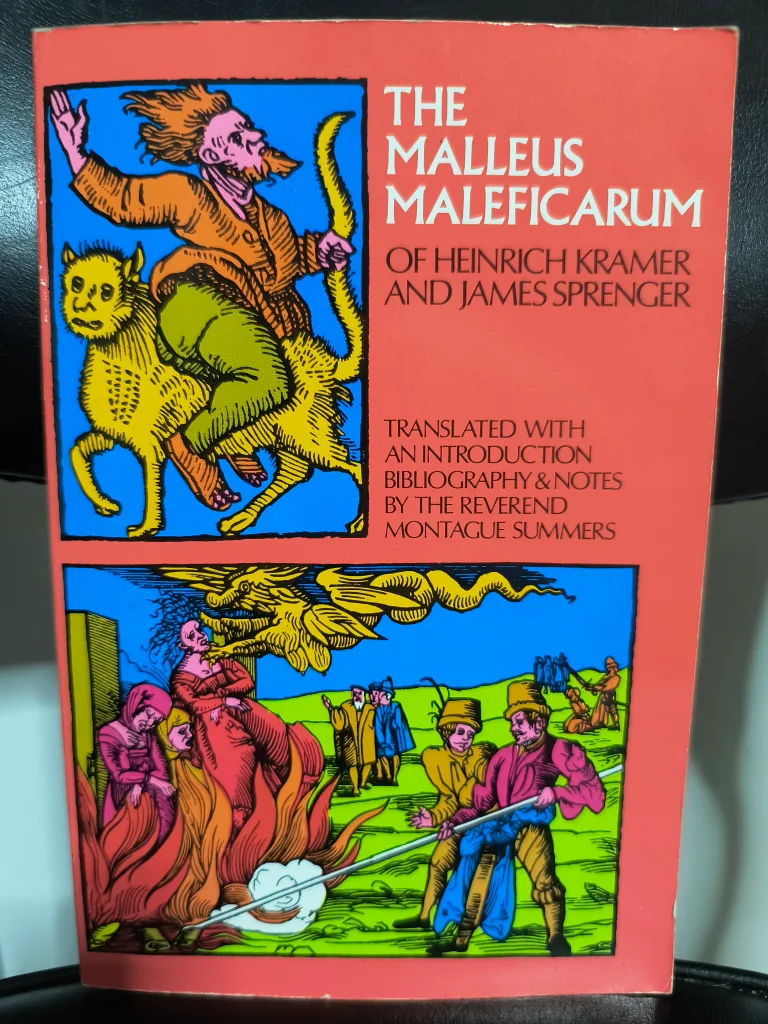 THE
MALLEUS
MALEFICARUM
OF HEINRICH KRAMER
AND JAMES SPRENGER
TRANSLATED WITH
AN INTRODUCTION
BIBLIOGRAPHY & NOTES
BY THE REVEREND
MONTAGUE SUMMERS